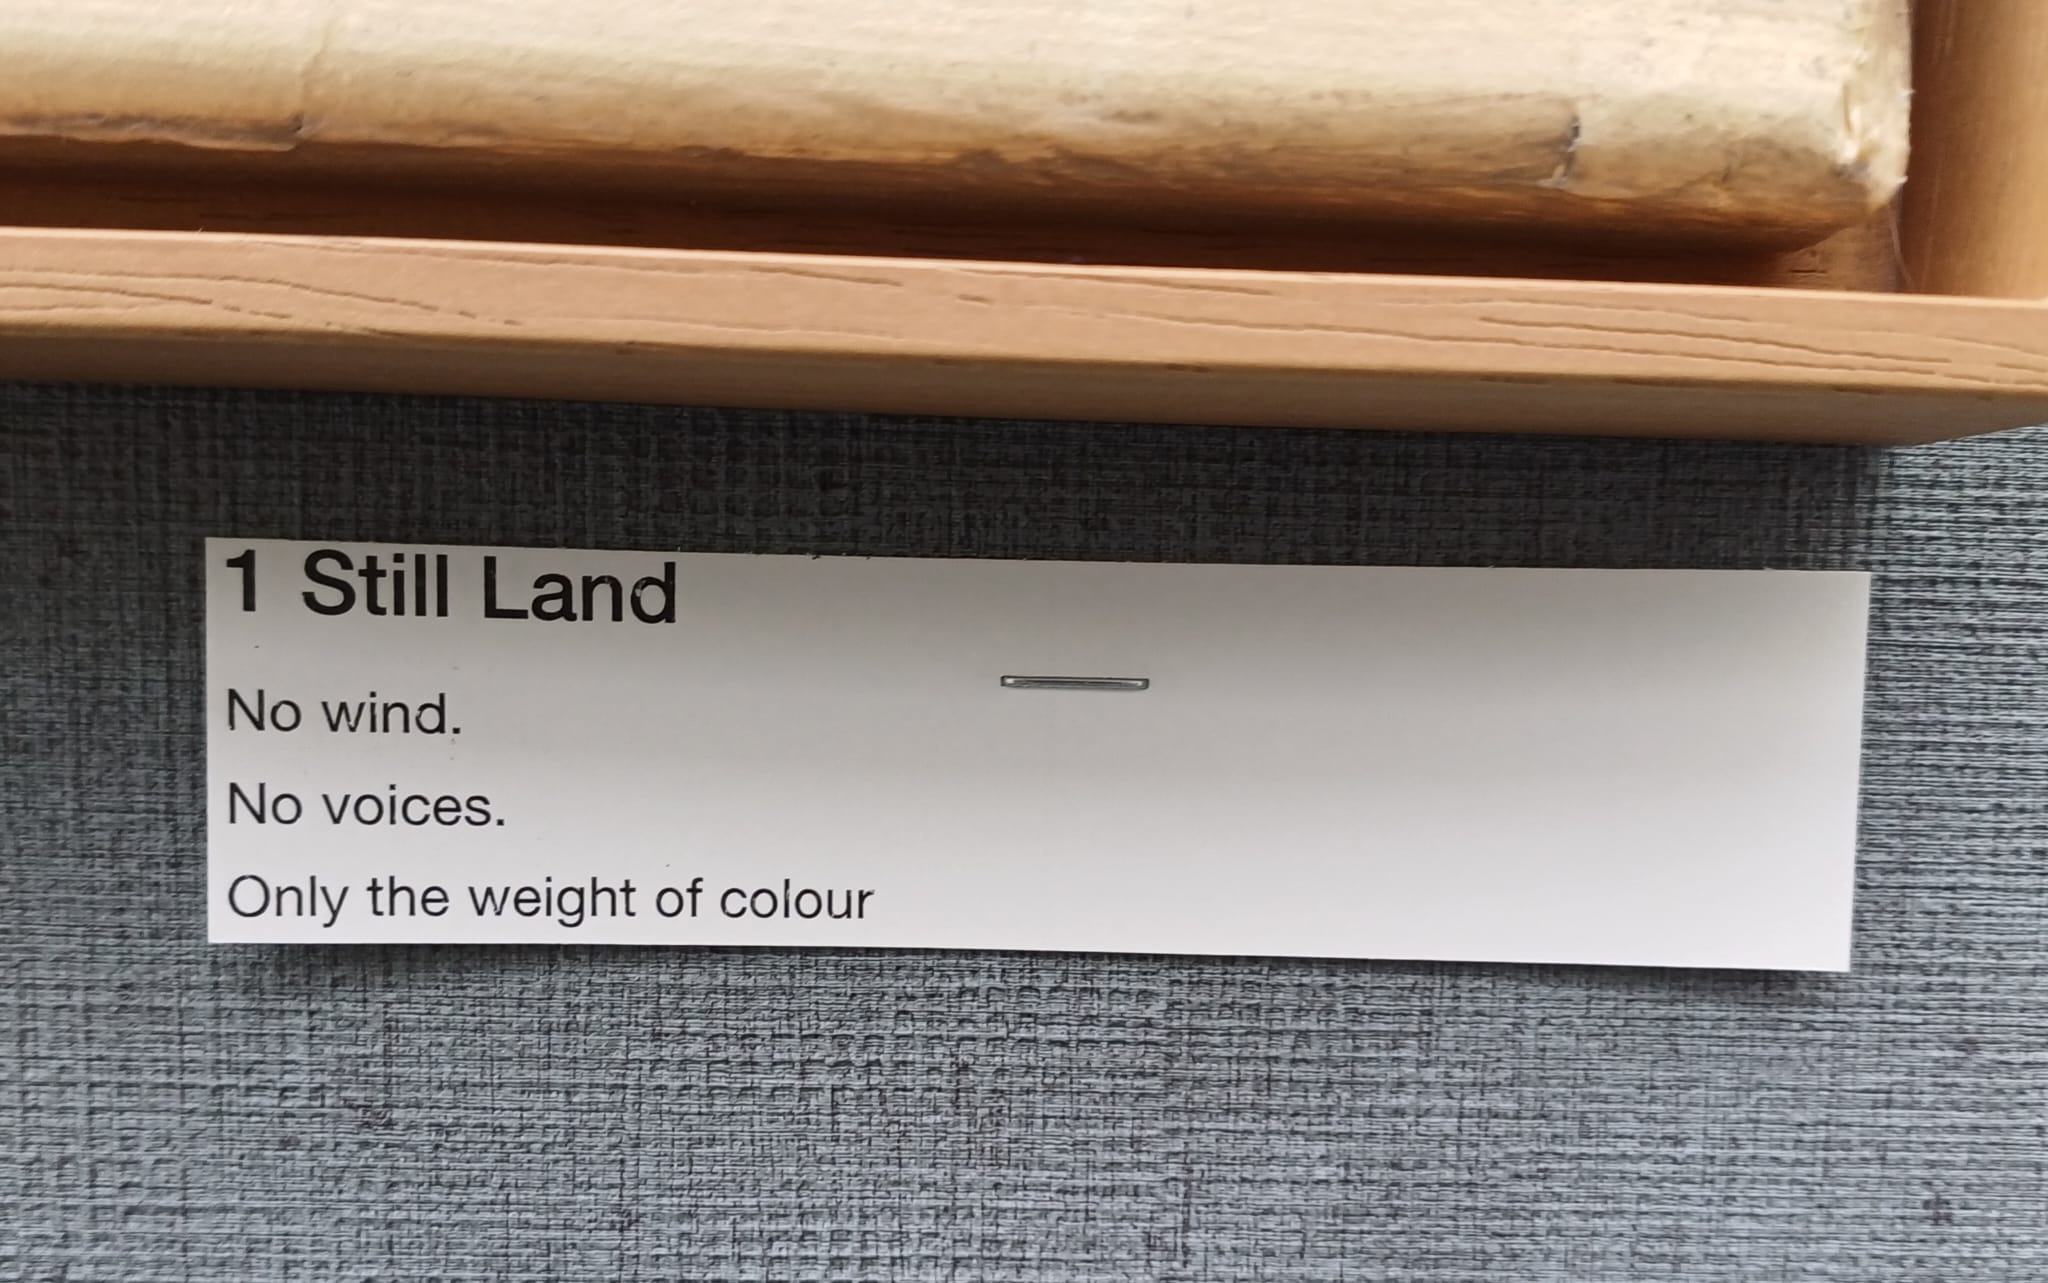 1 Still Land
No wind.
No voices.
Only the weight of colour